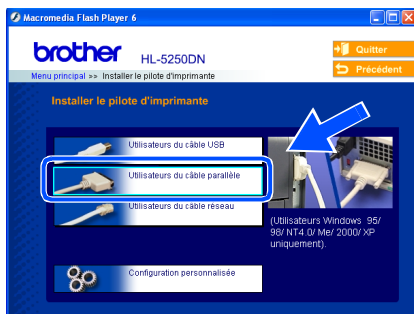 Macromedia Flash Player 6
brother HL-5250DN
Quitter
Menu principal »» Installer le pilote d'imprimante
Précédent
Installer le pilote d'imprimante
Utilisateurs du câble USB
Utilisateurs du câble parallèle
Utilisateurs du câble réseau
(Utilisateurs Windows 95/
98/ NT4.0/ Me/ 2000/ XP
uniquement).
Configuration personnalisée